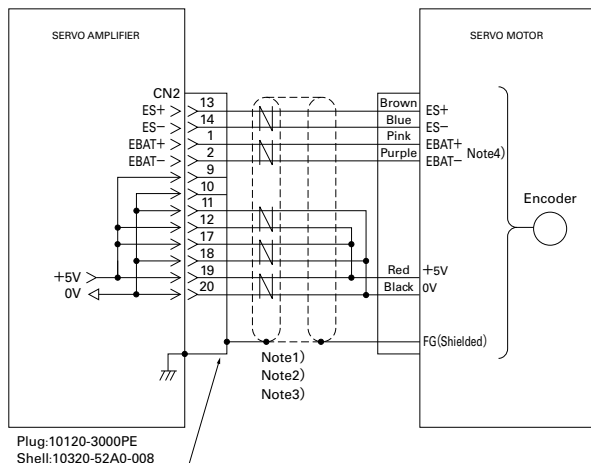 SERVO AMPLIFIER
SERVO MOTOR
CN2
ES+ 13 Brown ES+
ES− 14 Blue ES−
EBAT+ 1 Pink EBAT+
EBAT− 2 Purple EBAT− Note4)
9
10
11
12
17
18
+5V 19 Red +5V
0V 20 Black 0V
Encoder
FG(Shielded)
Note1)
Note2)
Note3)
Plug:10120-3000PE
Shell:10320-52A0-008